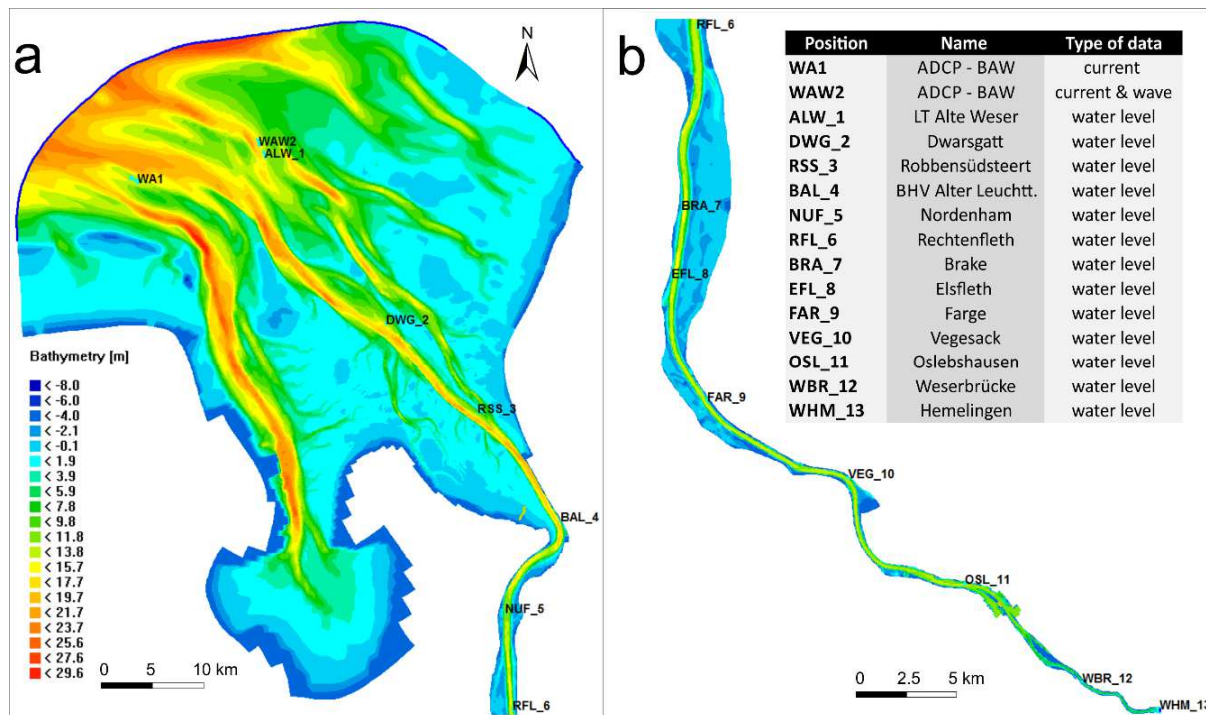 a
N
WAW2
ALW_1
WA1
DWG_2
RSS_3
BAL_4
NUF_5
RFL_6
Bathymetry [m]
< -8.0
< -6.0
< -4.0
< -2.1
< -0.1
< 1.9
< 3.9
< 5.9
< 7.8
< 9.8
< 11.8
< 13.8
< 15.7
< 17.7
< 19.7
< 21.7
< 23.7
< 25.6
< 27.6
< 29.6
0 5 10 km
b
RFL_6
BRA_7
EFL_8
FAR_9
VEG_10
OSL_11
WBR_12
WHM_13
0 2.5 5 km
Position Name Type of data
WA1 ADCP - BAW current
WAW2 ADCP - BAW current & wave
ALW_1 LT Alte Weser water level
DWG_2 Dwarsgatt water level
RSS_3 Robbensüdsteert water level
BAL_4 BHV Alter Leuchtt. water level
NUF_5 Nordenham water level
RFL_6 Rechtenfleth water level
BRA_7 Brake water level
EFL_8 Elsfleth water level
FAR_9 Farge water level
VEG_10 Vegesack water level
OSL_11 Oslebshausen water level
WBR_12 Weserbrücke water level
WHM_13 Hemelingen water level